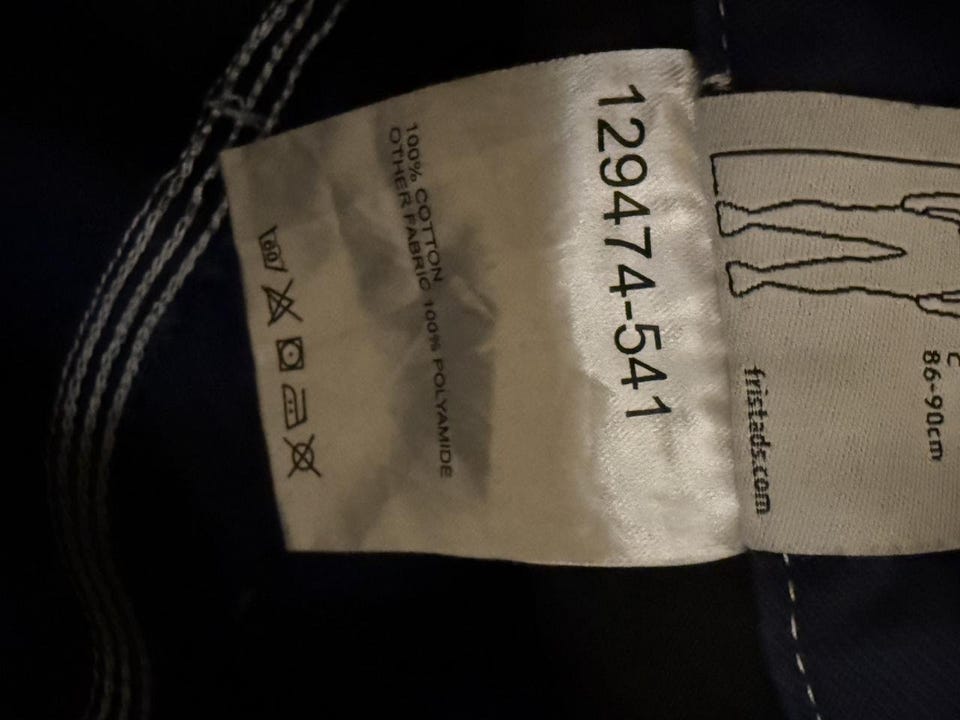 129474-541
100% COTTON
OTHER FABRIC 100% POLYAMIDE
60
C
86-90cm
fristads.com